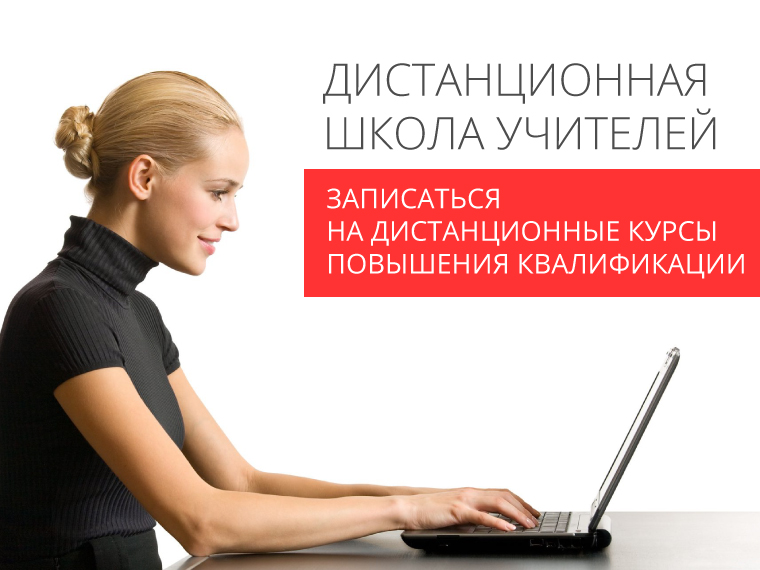 ДИСТАНЦИОННАЯ
ШКОЛА УЧИТЕЛЕЙ
ЗАПИСАТЬСЯ
НА ДИСТАНЦИОННЫЕ КУРСЫ
ПОВЫШЕНИЯ КВАЛИФИКАЦИИ